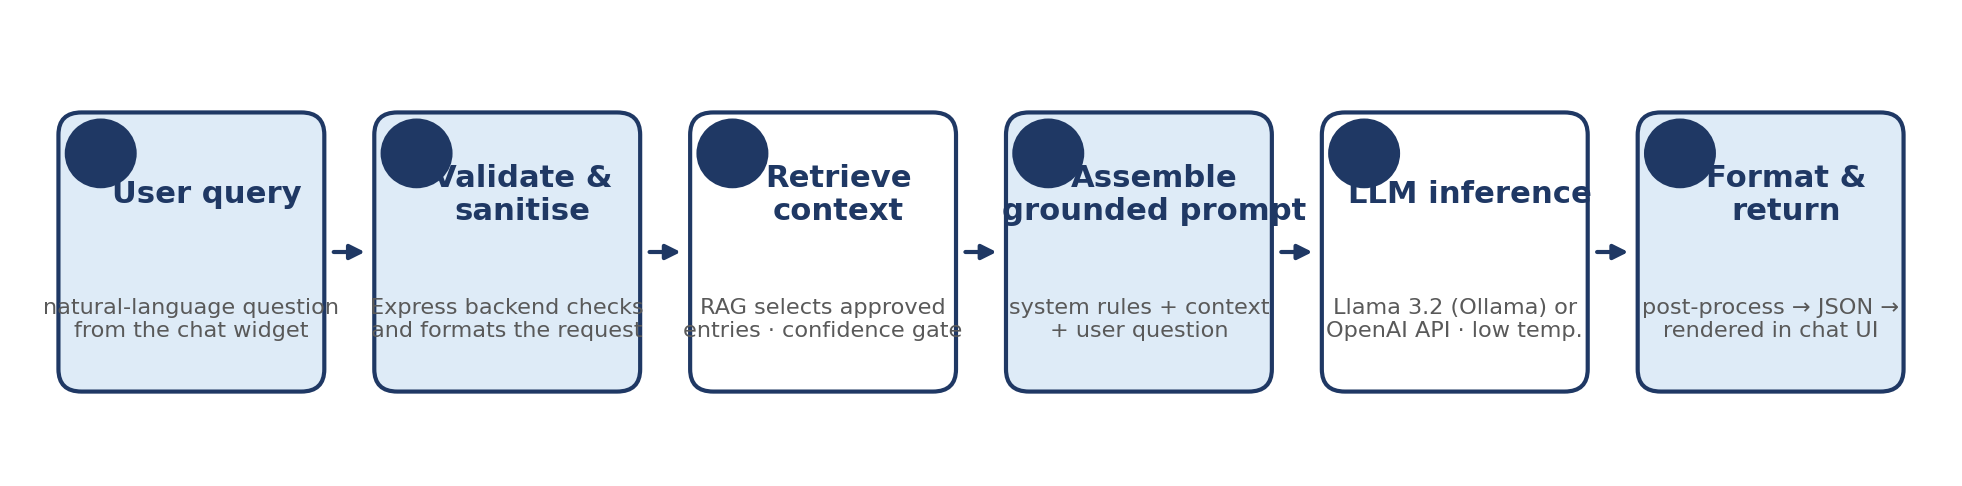 User query
natural-language question
from the chat widget
Validate &
sanitise
Express backend checks
and formats the request
Retrieve
context
RAG selects approved
entries · confidence gate
Assemble
grounded prompt
system rules + context
+ user question
LLM inference
Llama 3.2 (Ollama) or
OpenAI API · low temp.
Format &
return
post-process → JSON →
rendered in chat UI